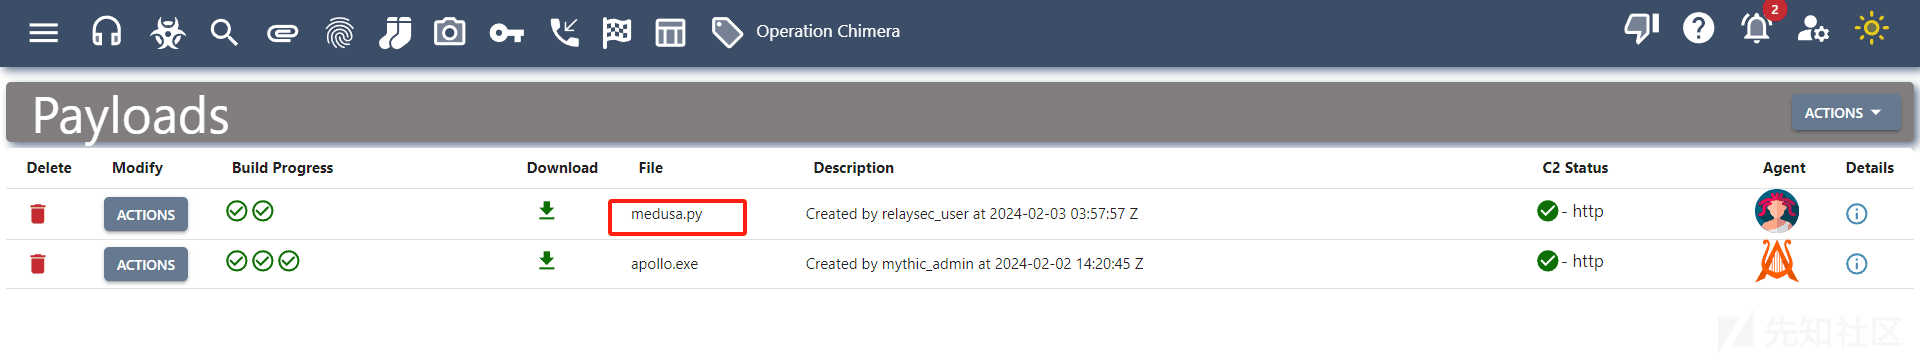 Operation Chimera
2
Payloads
ACTIONS
Delete Modify Build Progress Download File Description C2 Status Agent Details
ACTIONS medusa.py Created by relaysec_user at 2024-02-03 03:57:57 Z - http
ACTIONS apollo.exe Created by mythic_admin at 2024-02-02 14:20:45 Z - http
先知社区